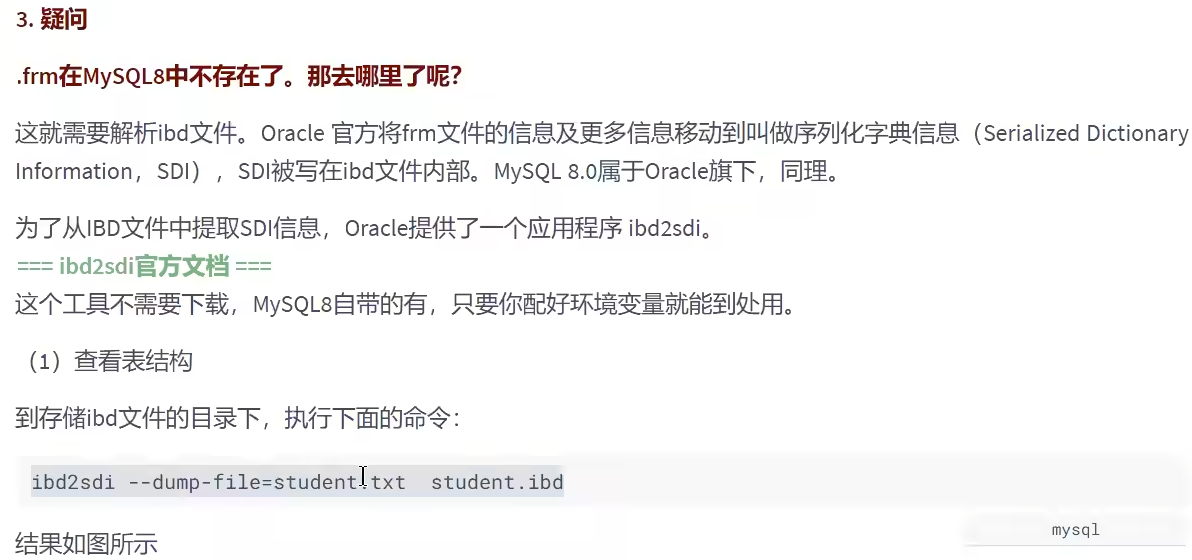 3. 疑问
.frm在MySQL8中不存在了。那去哪里了呢？
这就需要解析ibd文件。Oracle 官方将frm文件的信息及更多信息移动到叫做序列化字典信息（Serialized Dictionary
Information，SDI），SDI被写在ibd文件内部。MySQL 8.0属于Oracle旗下，同理。
为了从IBD文件中提取SDI信息，Oracle提供了一个应用程序 ibd2sdi。
=== ibd2sdi官方文档 ===
这个工具不需要下载，MySQL8自带的有，只要你配好环境变量就能到处用。
（1）查看表结构
到存储ibd文件的目录下，执行下面的命令：
ibd2sdi --dump-file=student.txt  student.ibd
mysql
结果如图所示